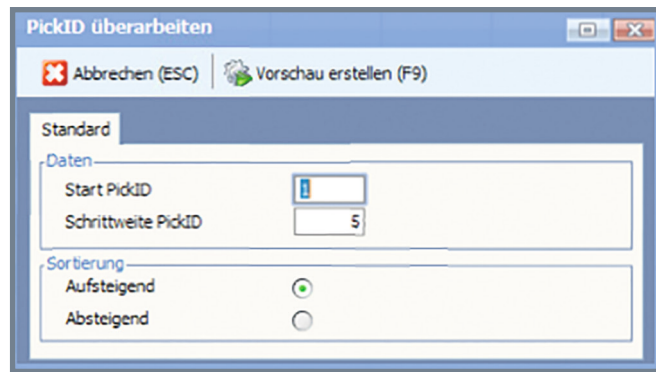 PickID überarbeiten
Abbrechen (ESC) Vorschau erstellen (F9)
Standard
Daten
Start PickID 1
Schrittweite PickID 5
Sortierung
Aufsteigend
Absteigend